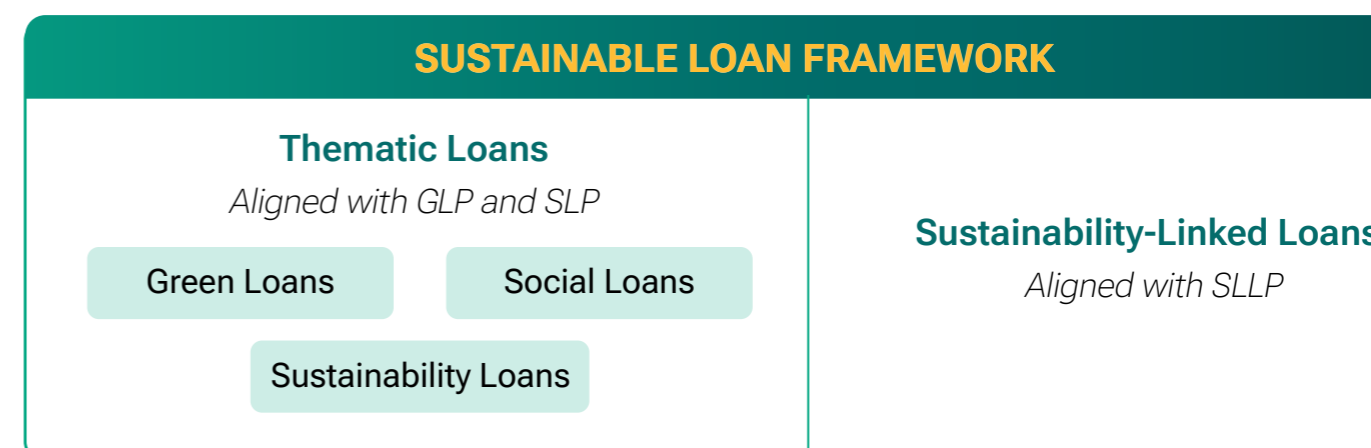 SUSTAINABLE LOAN FRAMEWORK
Thematic Loans
Aligned with GLP and SLP
Green Loans
Social Loans
Sustainability Loans
Sustainability-Linked Loans
Aligned with SLLP